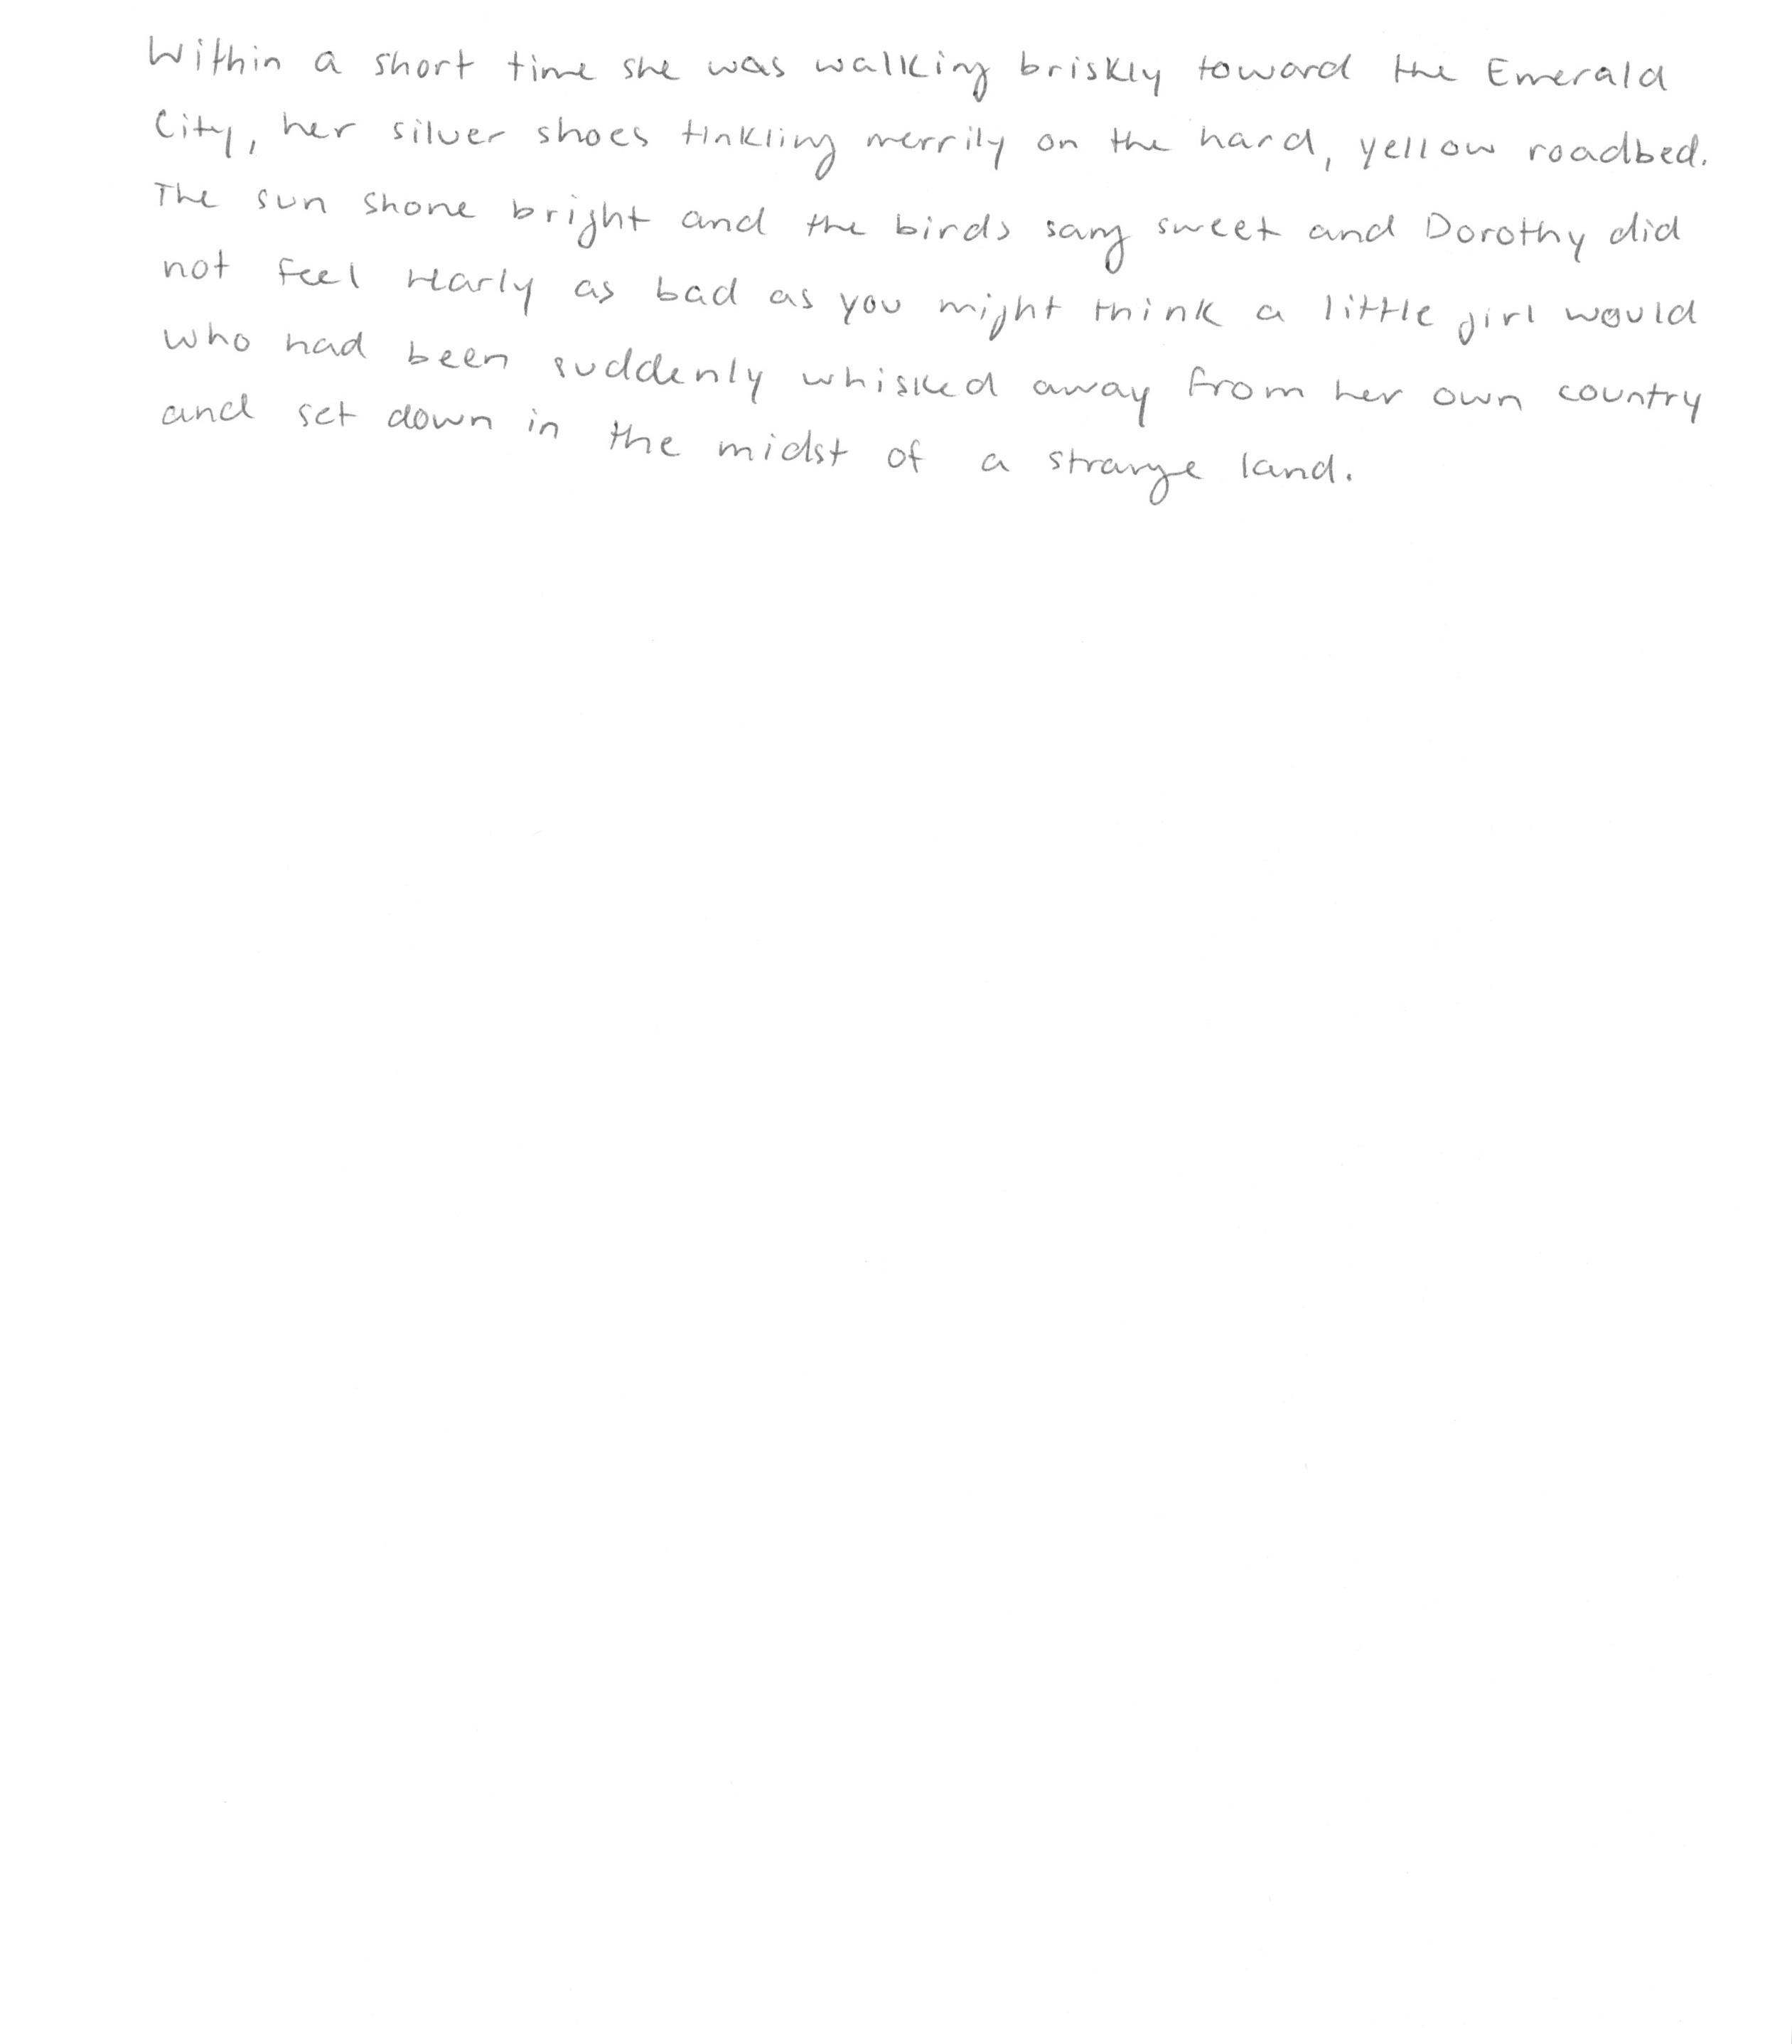 Within a short time she was walking briskly toward the Emerald
City, her silver shoes tinkling merrily on the hard, yellow roadbed.
The sun shone bright and the birds sang sweet and Dorothy did
not feel nearly as bad as you might think a little girl would
who had been suddenly whisked away from her own country
and set down in the midst of a strange land.